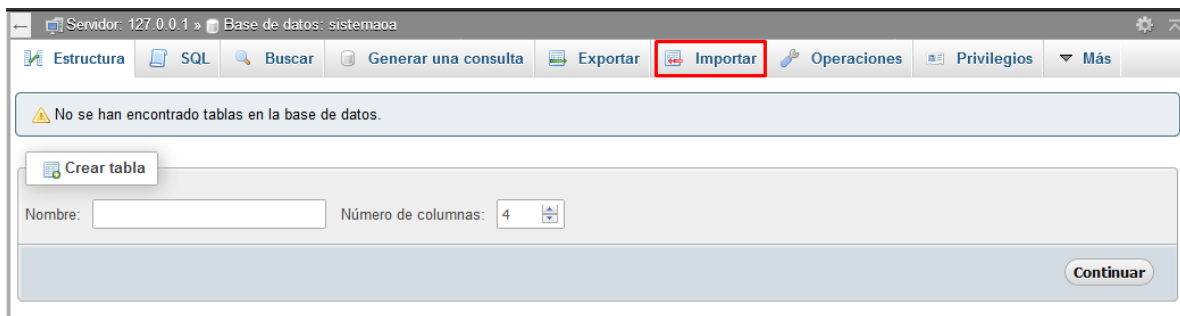 Servidor: 127.0.0.1 » Base de datos: sistemaoa
Estructura SQL Buscar Generar una consulta Exportar Importar Operaciones Privilegios Más
No se han encontrado tablas en la base de datos.
Crear tabla
Nombre: Número de columnas: 4
Continuar